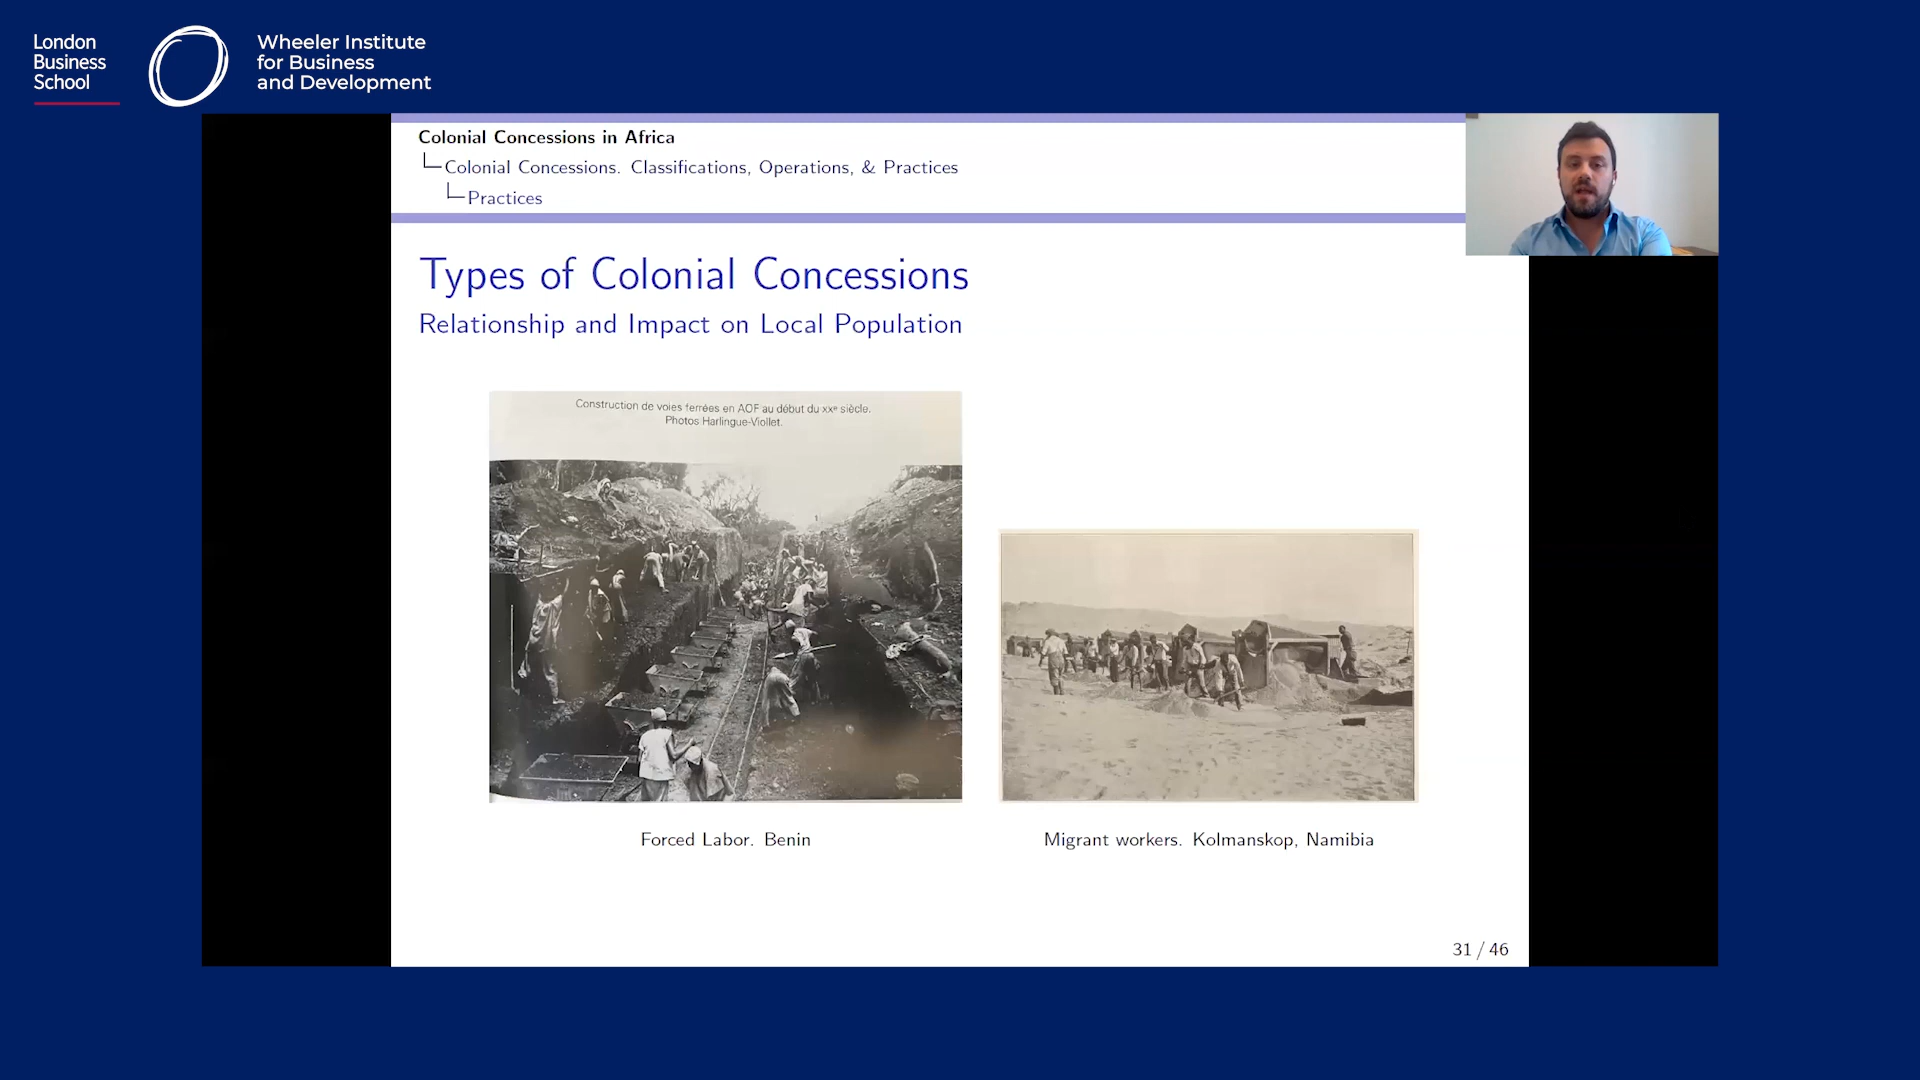 London
Business
School
Wheeler Institute
for Business
and Development
Colonial Concessions in Africa
Colonial Concessions. Classifications, Operations, & Practices
Practices
Types of Colonial Concessions
Relationship and Impact on Local Population
Construction de voies ferrées en AOF au début du XXe siècle.
Photos Harlingue-Viollet.
Forced Labor. Benin
Migrant workers. Kolmanskop, Namibia
31 / 46